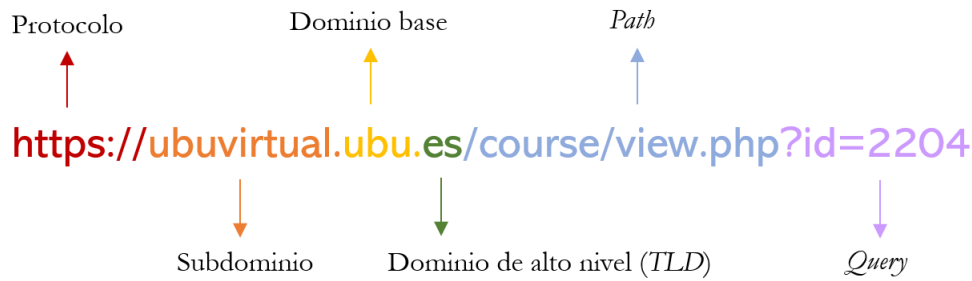 Protocolo Dominio base Path
https://ubuvirtual.ubu.es/course/view.php?id=2204
Subdominio Dominio de alto nivel (TLD) Query